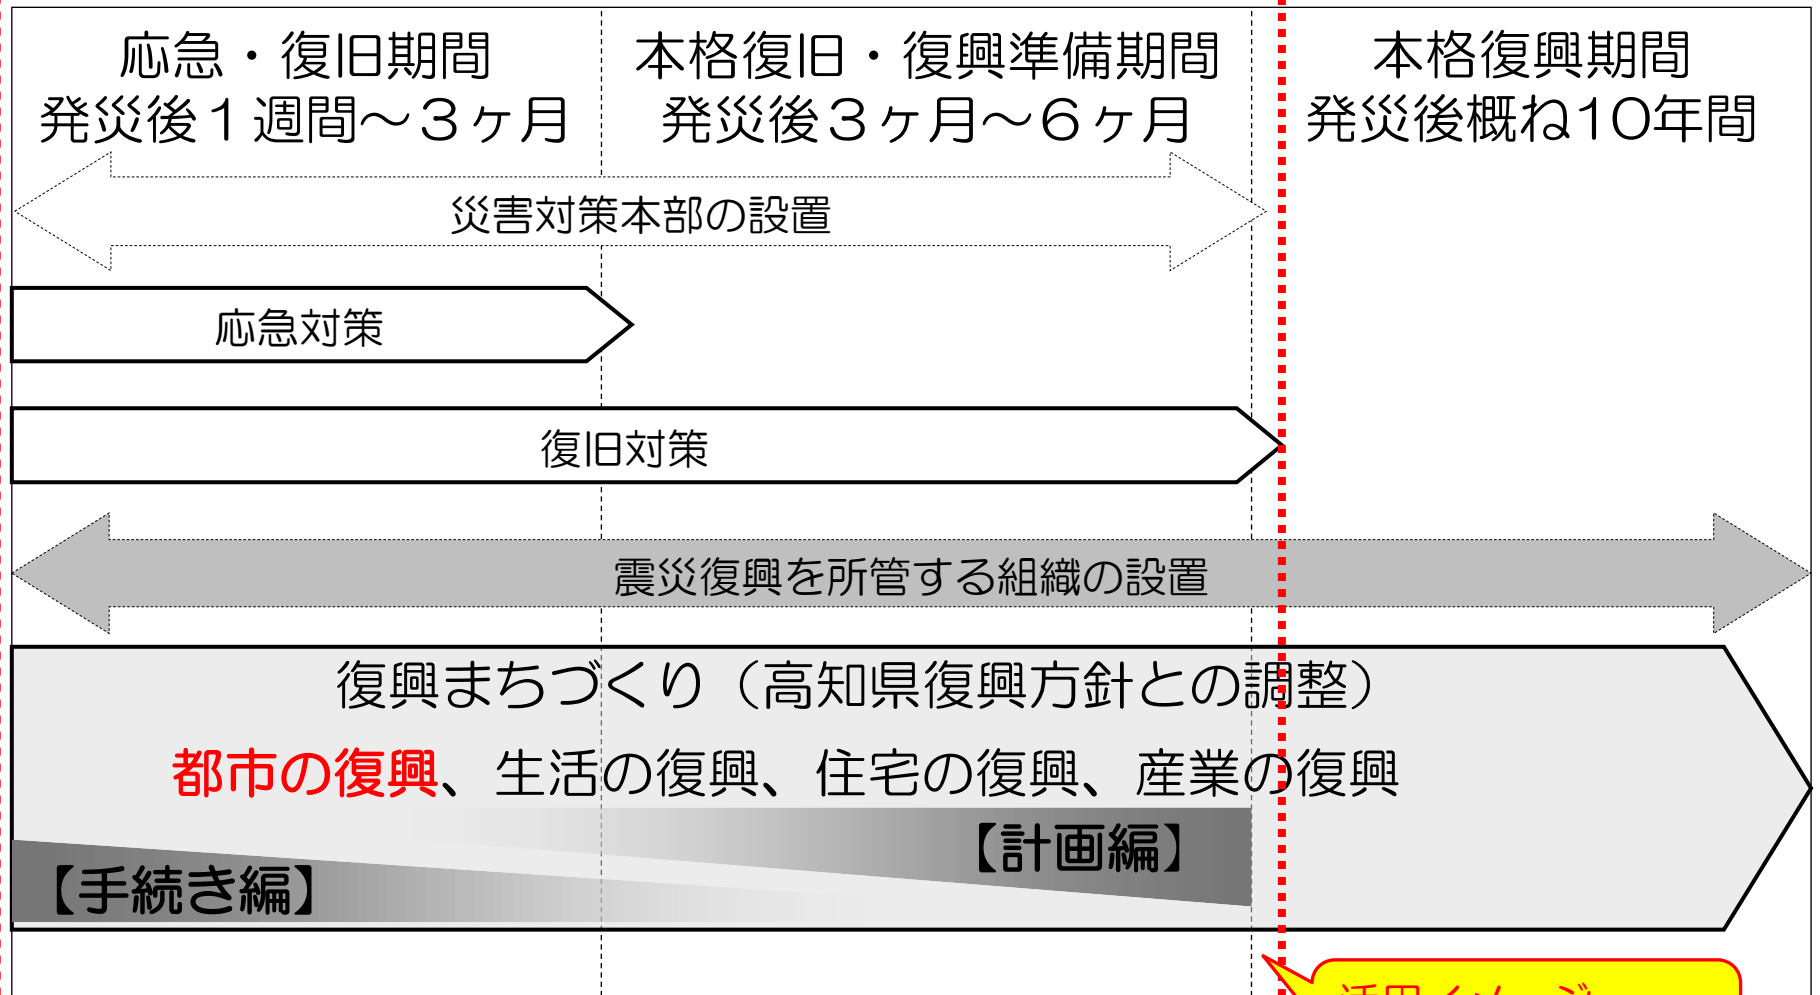 応急・復旧期間
発災後１週間～３ヶ月
本格復旧・復興準備期間
発災後３ヶ月～６ヶ月
本格復興期間
発災後概ね10年間
災害対策本部の設置
応急対策
復旧対策
震災復興を所管する組織の設置
復興まちづくり（高知県復興方針との調整）
都市の復興、生活の復興、住宅の復興、産業の復興
【計画編】
【手続き編】
活用イメージ